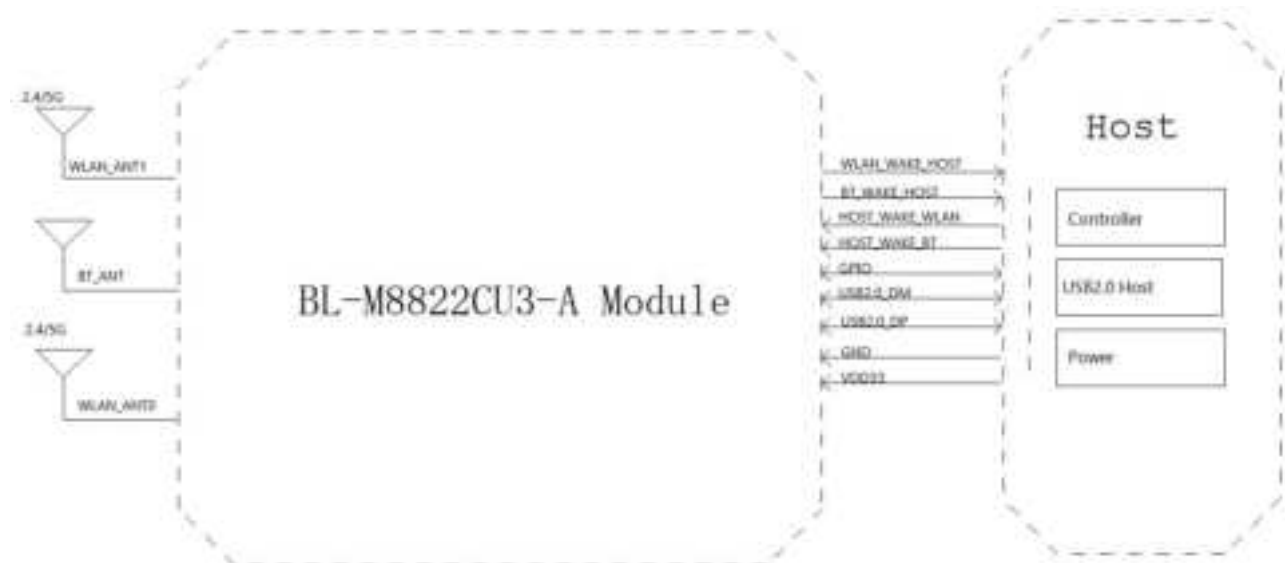 2.4/5G
WLAN_ANT1
BT_ANT
2.4/5G
WLAN_ANT0
BL-M8822CU3-A Module
WLAN_WAKE_HOST
BT_WAKE_HOST
HOST_WAKE_WLAN
HOST_WAKE_BT
GPIO
USB2.0_DM
USB2.0_DP
GND
VDD33
Host
Controller
USB2.0 Host
Power